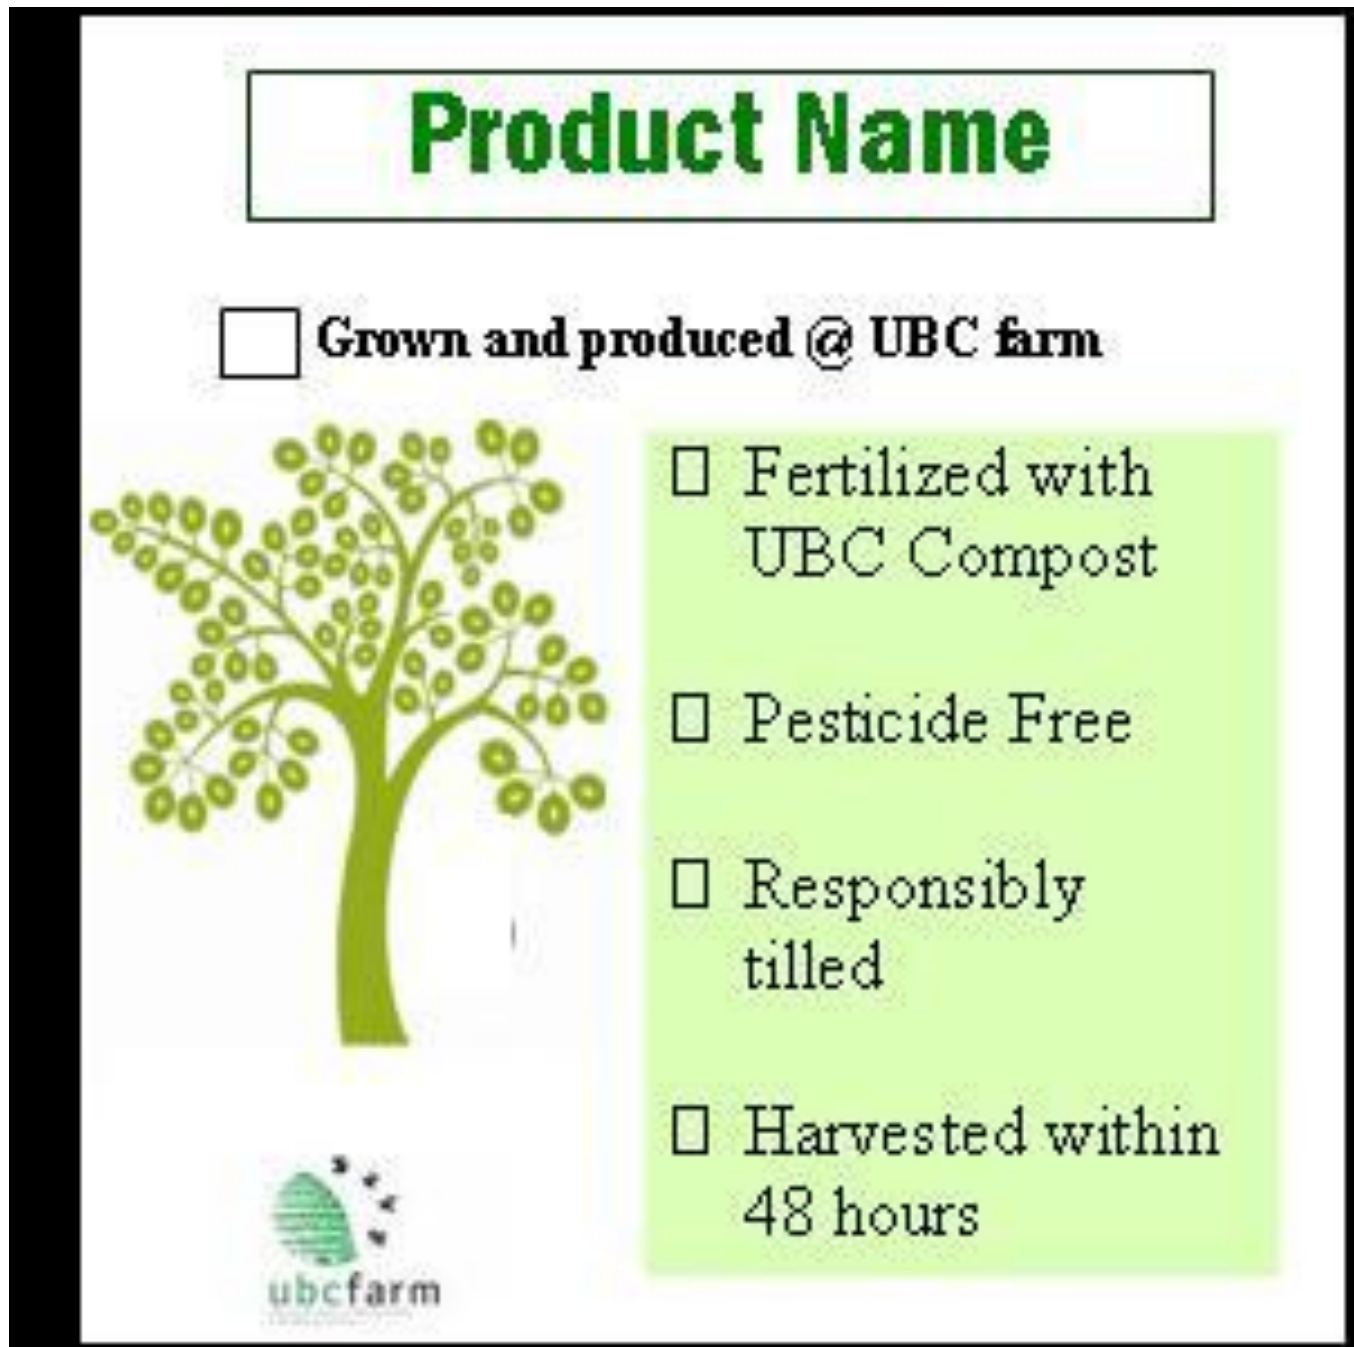 Product Name
Grown and produced @ UBC farm
Fertilized with
UBC Compost
Pesticide Free
Responsibly
tilled
Harvested within
48 hours
ubcfarm